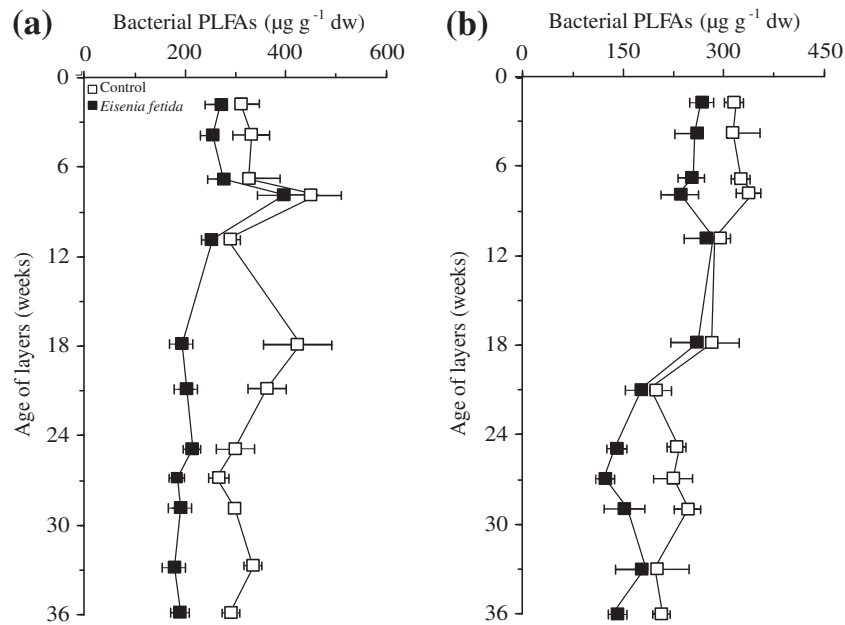 (a) Bacterial PLFAs (μg g⁻¹ dw)
0 200 400 600
Control
Eisenia fetida
Age of layers (weeks)
0
6
12
18
24
30
36
(b) Bacterial PLFAs (μg g⁻¹ dw)
0 150 300 450
Age of layers (weeks)
0
6
12
18
24
30
36